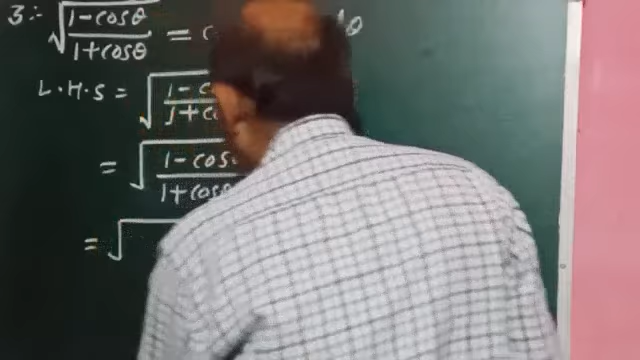 3:- √(1-cosθ / 1+cosθ) = c θ
L.H.S = √(1-c / 1+c
= √(1-cos / 1+cosθ
= √